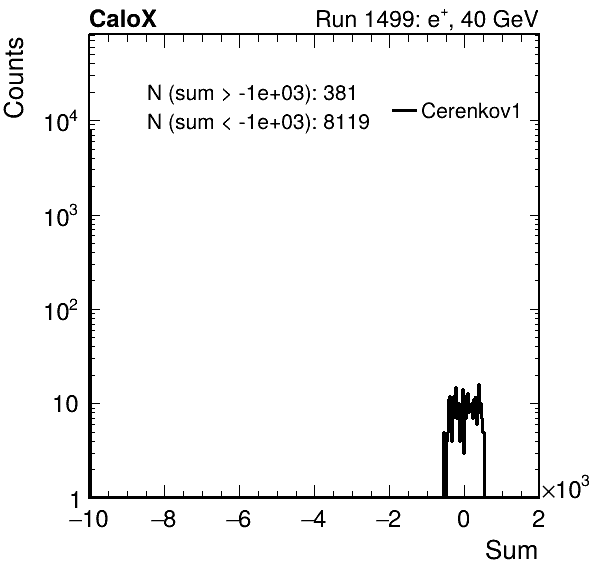 CaloX Run 1499: e⁺, 40 GeV
Counts
N (sum > -1e+03): 381
N (sum < -1e+03): 8119
Cerenkov1
10⁴
10³
10²
10
1
−10 −8 −6 −4 −2 0 2
×10³
Sum